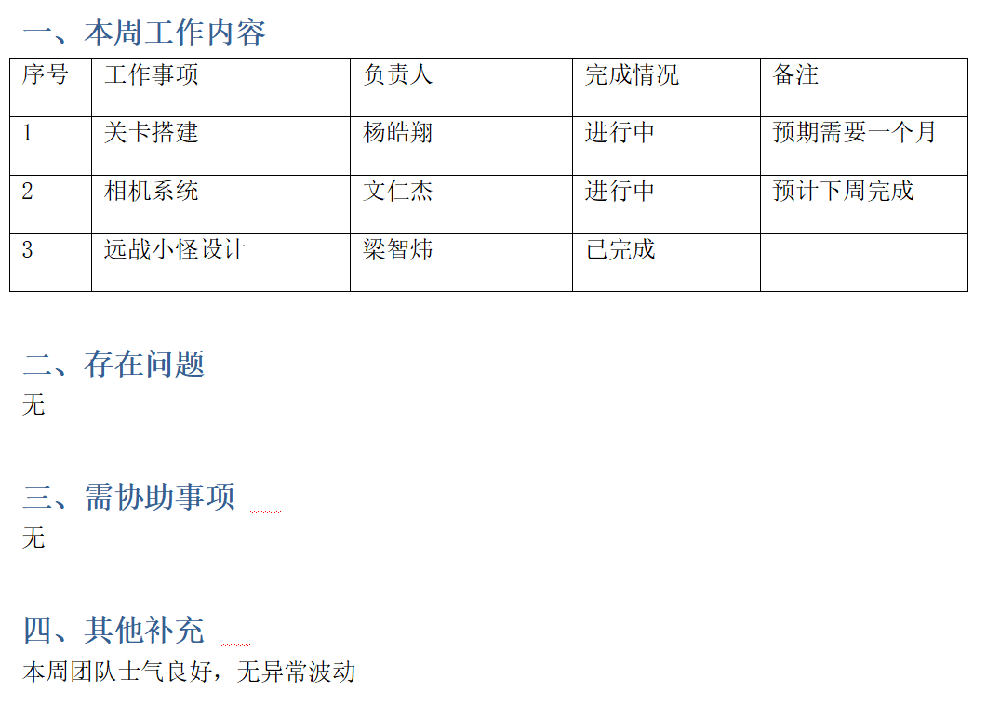 一、本周工作内容
序号 工作事项 负责人 完成情况 备注
1 关卡搭建 杨皓翔 进行中 预期需要一个月
2 相机系统 文仁杰 进行中 预计下周完成
3 远战小怪设计 梁智炜 已完成
二、存在问题
无
三、需协助事项
无
四、其他补充
本周团队士气良好，无异常波动